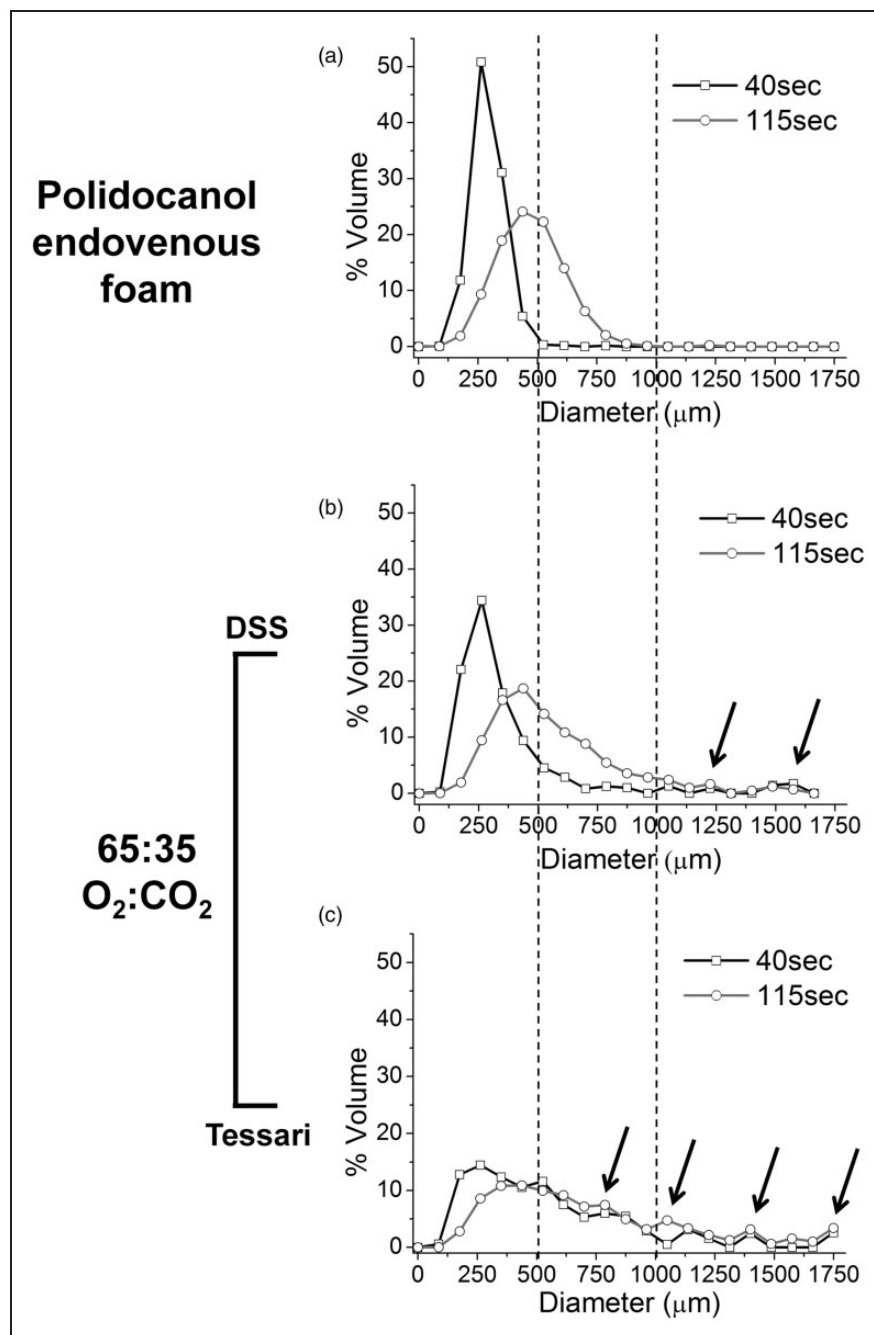 (a)
50
40
30
20
10
0
% Volume
40sec
115sec
0 250 500 750 1000 1250 1500 1750
Diameter (μm)
Polidocanol
endovenous
foam
(b)
50
40
30
20
10
0
% Volume
40sec
115sec
0 250 500 750 1000 1250 1500 1750
Diameter (μm)
DSS
65:35
O₂:CO₂
Tessari
(c)
50
40
30
20
10
0
% Volume
40sec
115sec
0 250 500 750 1000 1250 1500 1750
Diameter (μm)